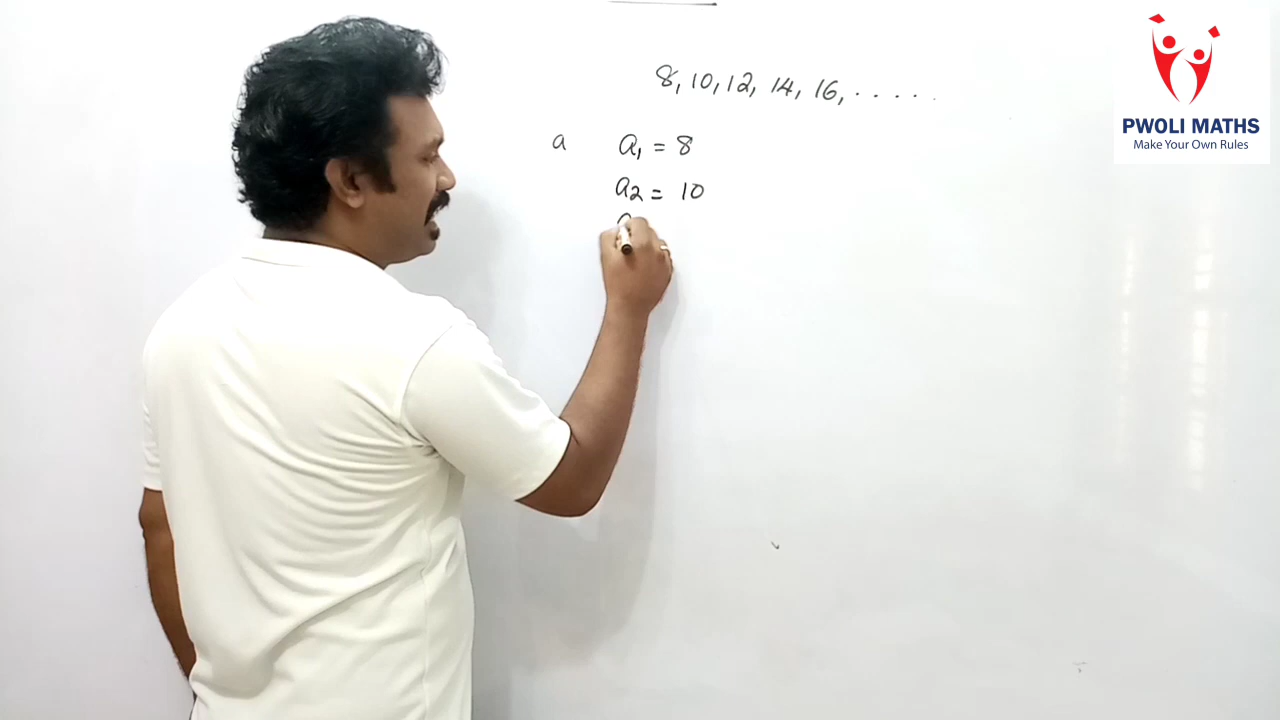 8, 10, 12, 14, 16, . . . . .
a a₁ = 8
a₂ = 10
a
PWOLI MATHS
Make Your Own Rules